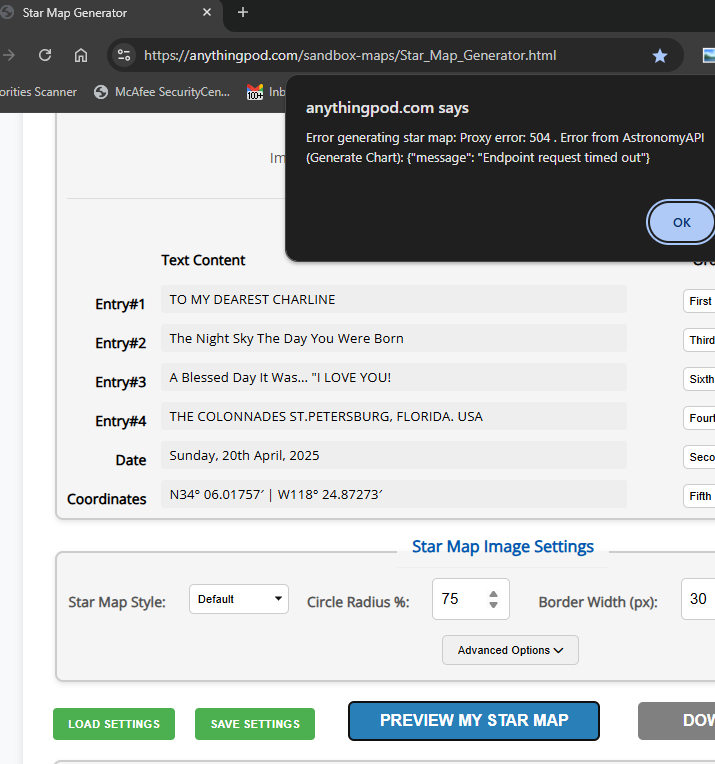 Star Map Generator
https://anythingpod.com/sandbox-maps/Star_Map_Generator.html
orities Scanner
McAfee SecurityCen...
100+
Inb
anythingpod.com says
Error generating star map: Proxy error: 504 . Error from AstronomyAPI
(Generate Chart): {"message": "Endpoint request timed out"}
OK
Im
Text Content
Entry#1 TO MY DEAREST CHARLINE First
Entry#2 The Night Sky The Day You Were Born Third
Entry#3 A Blessed Day It Was... "I LOVE YOU! Sixth
Entry#4 THE COLONNADES ST.PETERSBURG, FLORIDA. USA Fourt
Date Sunday, 20th April, 2025 Seco
Coordinates N34° 06.01757′ | W118° 24.87273′ Fifth
Star Map Image Settings
Star Map Style: Default Circle Radius %: 75 Border Width (px): 30
Advanced Options
LOAD SETTINGS SAVE SETTINGS PREVIEW MY STAR MAP DOW